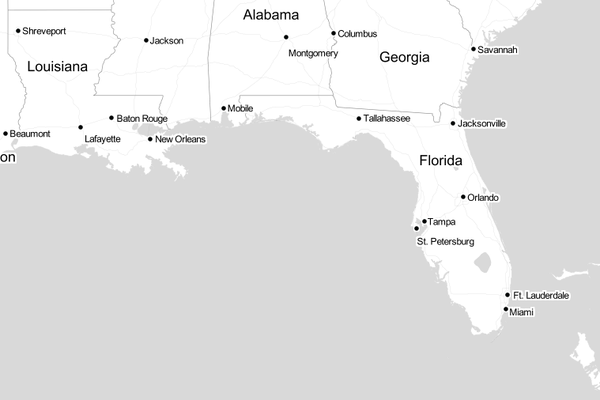 Alabama
Shreveport
Columbus
Jackson
Savannah
Montgomery
Georgia
Louisiana
Mobile
Baton Rouge
Tallahassee
Jacksonville
Beaumont
Lafayette
New Orleans
on
Florida
Orlando
Tampa
St. Petersburg
Ft. Lauderdale
Miami